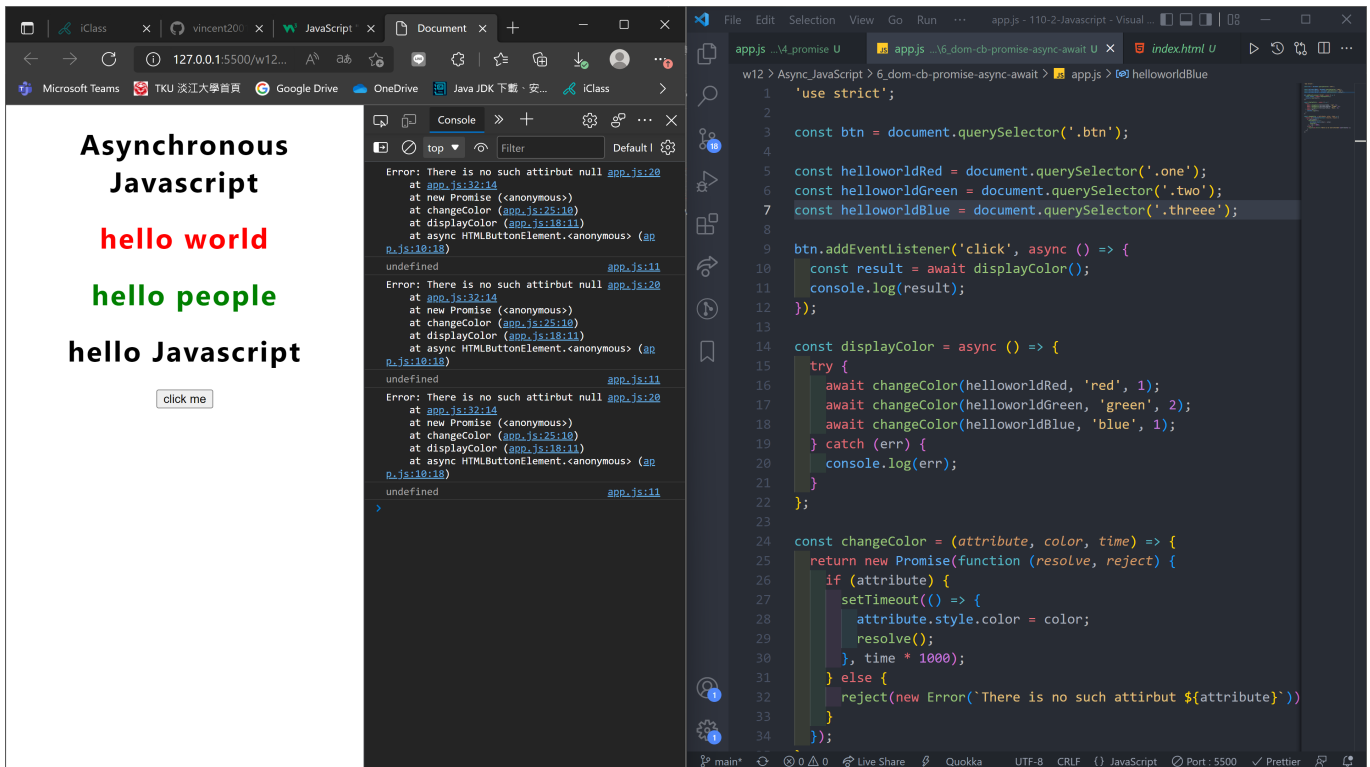 iClass
vincent200
JavaScript
Document
127.0.0.1:5500/w12...
Microsoft Teams
TKU 淡江大學首頁
Google Drive
OneDrive
Java JDK 下載 - 安...
iClass
Asynchronous
Javascript
hello world
hello people
hello Javascript
click me
Console
top
Filter
Default l
Error: There is no such attirbut null app.js:20
at app.js:32:14
at new Promise (<anonymous>)
at changeColor (app.js:25:10)
at displayColor (app.js:18:11)
at async HTMLButtonElement.<anonymous> (ap
p.js:10:18)
undefined app.js:11
Error: There is no such attirbut null app.js:20
at app.js:32:14
at new Promise (<anonymous>)
at changeColor (app.js:25:10)
at displayColor (app.js:18:11)
at async HTMLButtonElement.<anonymous> (ap
p.js:10:18)
undefined app.js:11
Error: There is no such attirbut null app.js:20
at app.js:32:14
at new Promise (<anonymous>)
at changeColor (app.js:25:10)
at displayColor (app.js:18:11)
at async HTMLButtonElement.<anonymous> (ap
p.js:10:18)
undefined app.js:11
>
File Edit Selection View Go Run ··· app.js - 110-2-Javascript - Visual ...
app.js ...\4_promise U
app.js ...\6_dom-cb-promise-async-await U
index.html U
w12 > Async_JavaScript > 6_dom-cb-promise-async-await > JS app.js > helloworldBlue
1 'use strict';
2
3 const btn = document.querySelector('.btn');
4
5 const helloworldRed = document.querySelector('.one');
6 const helloworldGreen = document.querySelector('.two');
7 const helloworldBlue = document.querySelector('.threee');
8
9 btn.addEventListener('click', async () => {
10 const result = await displayColor();
11 console.log(result);
12 });
13
14 const displayColor = async () => {
15 try {
16 await changeColor(helloworldRed, 'red', 1);
17 await changeColor(helloworldGreen, 'green', 2);
18 await changeColor(helloworldBlue, 'blue', 1);
19 } catch (err) {
20 console.log(err);
21 }
22 };
23
24 const changeColor = (attribute, color, time) => {
25 return new Promise(function (resolve, reject) {
26 if (attribute) {
27 setTimeout(() => {
28 attribute.style.color = color;
29 resolve();
30 }, time * 1000);
31 } else {
32 reject(new Error(`There is no such attirbut ${attribute}`))
33 }
34 });
18
1
1
main* 0 0 Live Share Quokka UTF-8 CRLF {} JavaScript Port : 5500 Prettier